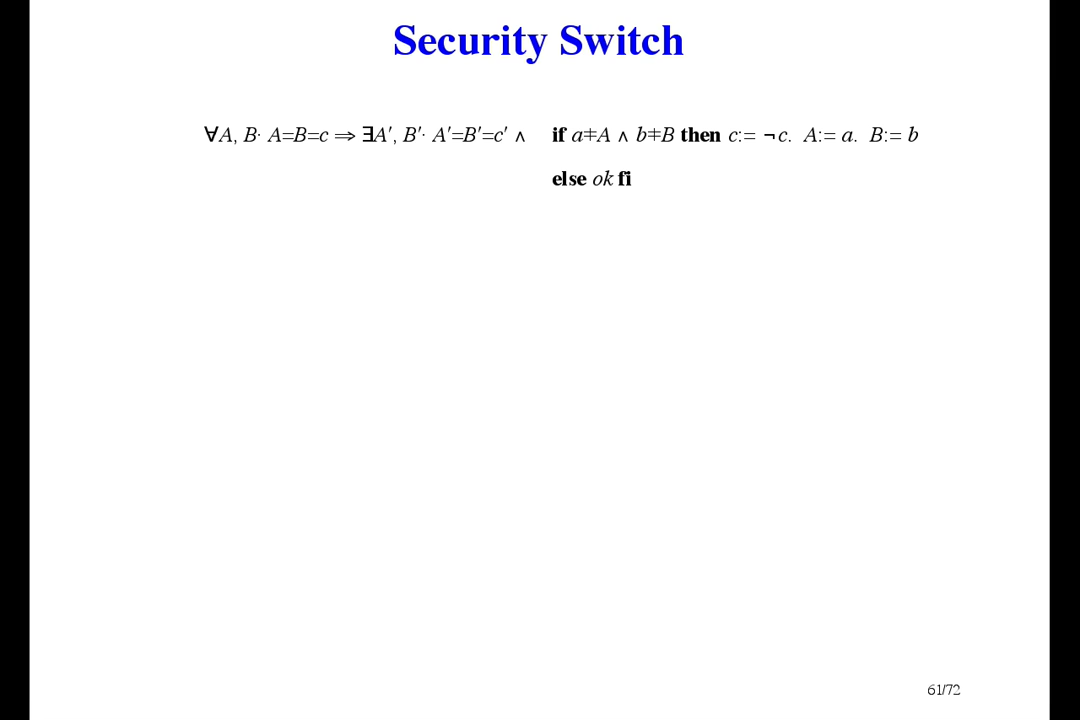 Security Switch
∀A, B· A=B=c ⇒ ∃A′, B′· A′=B′=c′ ∧ if a⧧A ∧ b⧧B then c:= ¬c. A:= a. B:= b
else ok fi
61/72